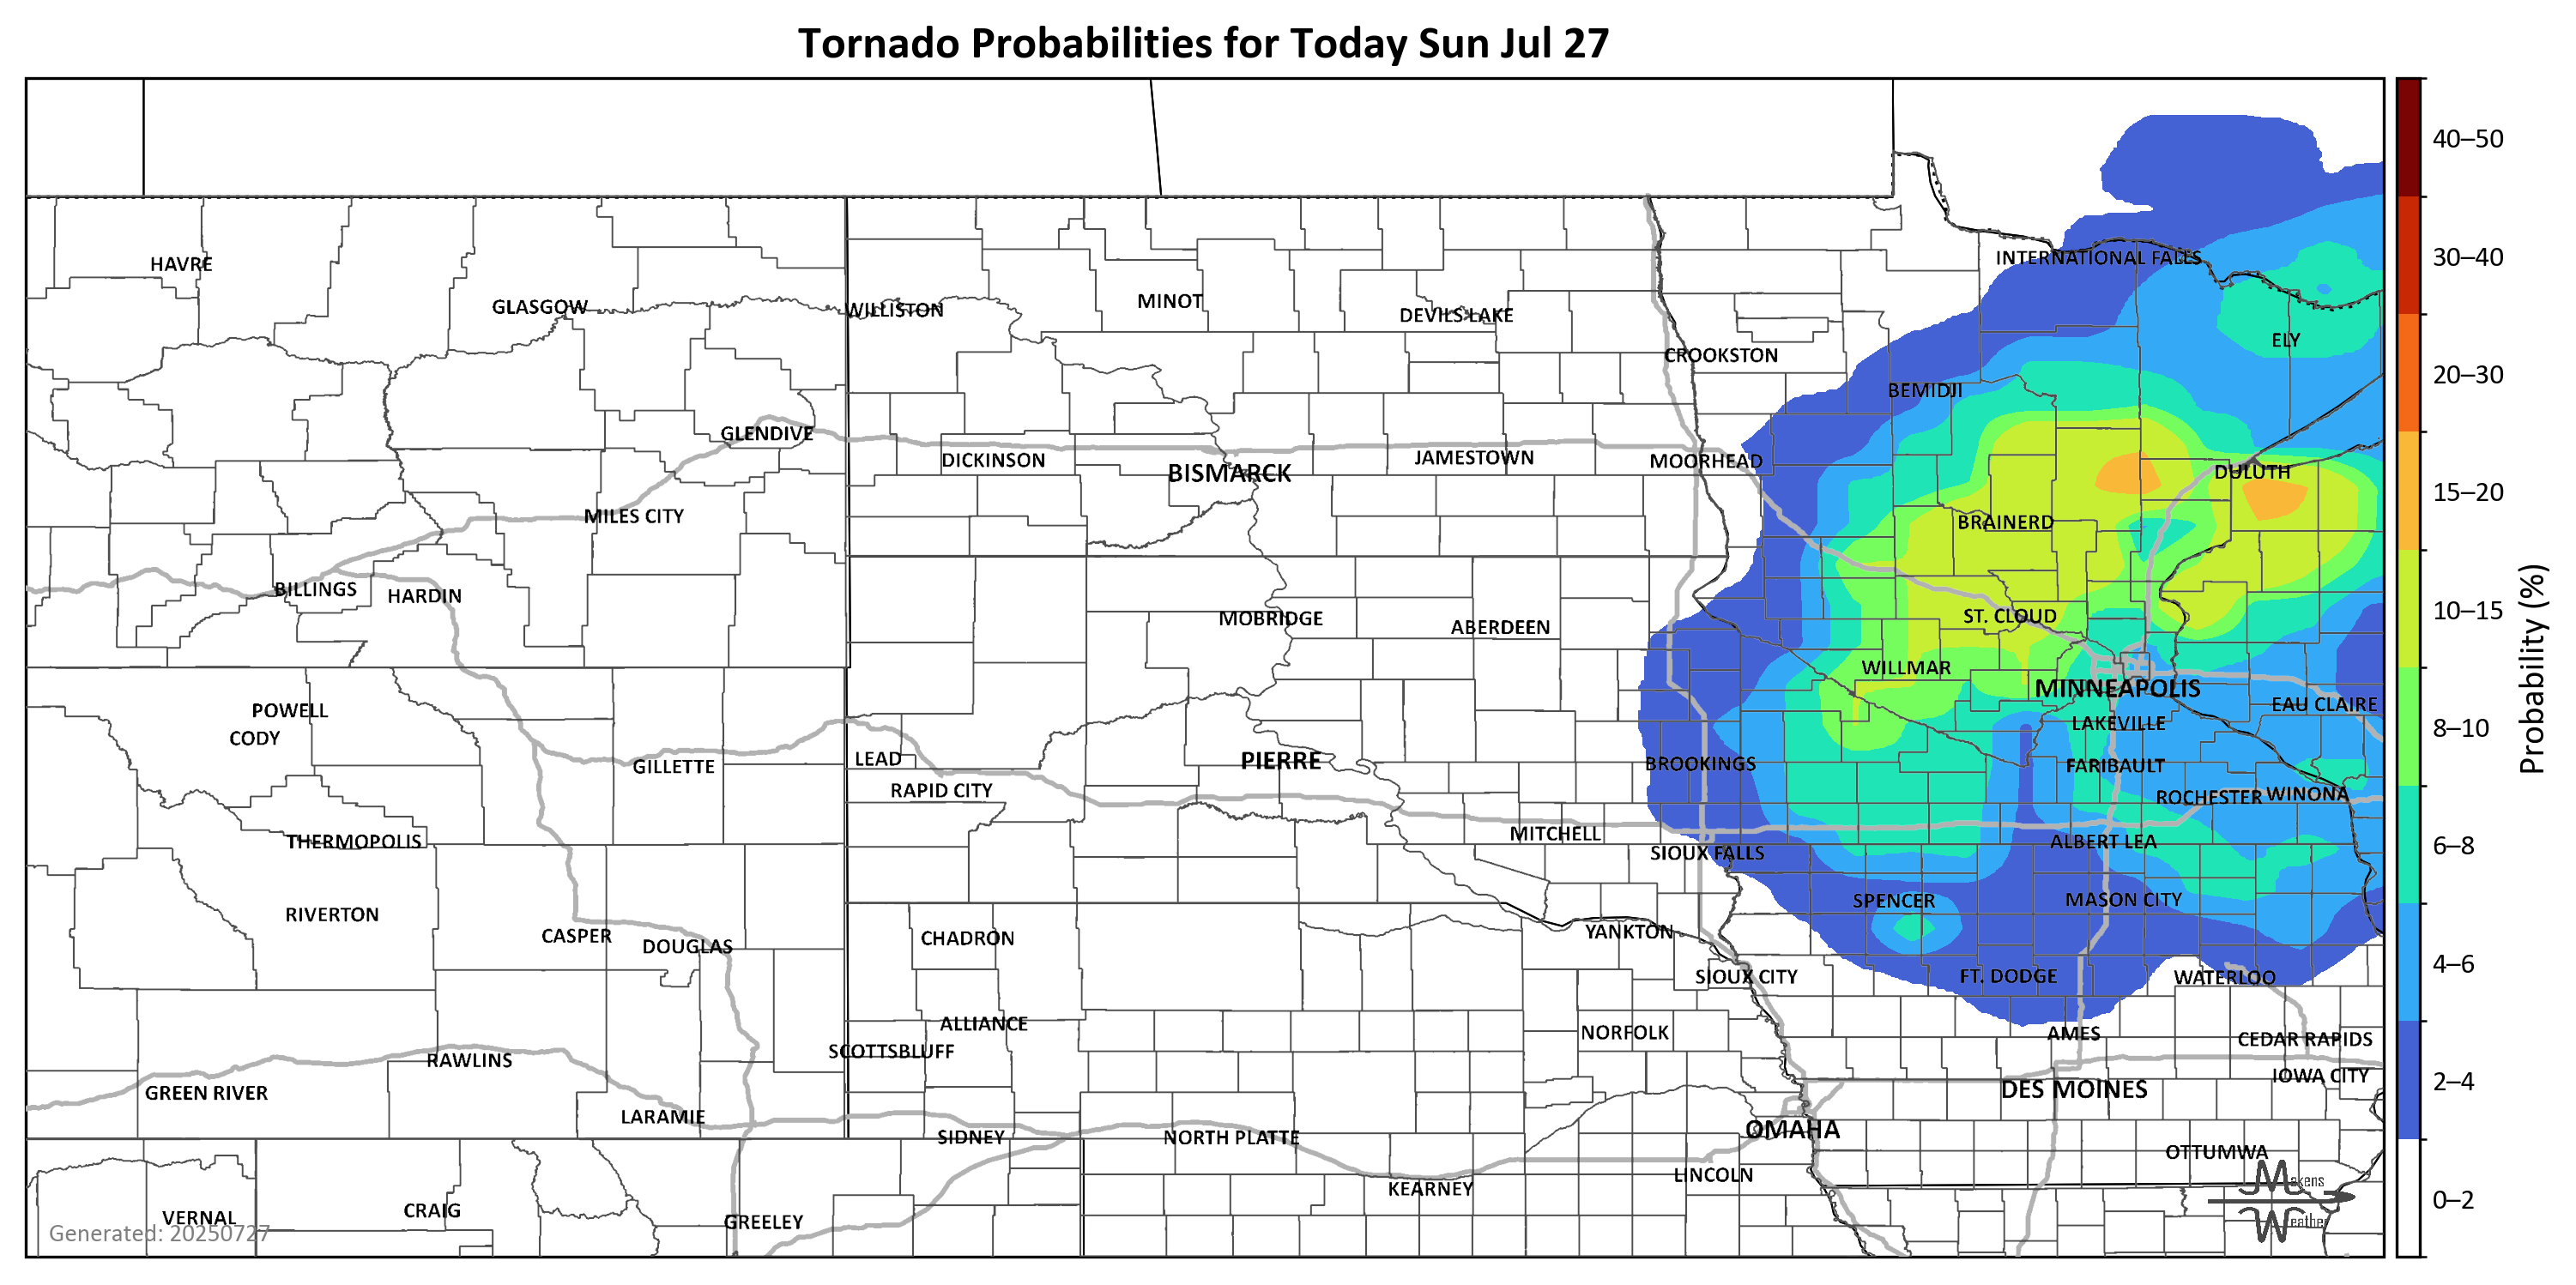 Tornado Probabilities for Today Sun Jul 27
40–50
30–40
20–30
15–20
10–15
8–10
6–8
4–6
2–4
0–2
Probability (%)
INTERNATIONAL FALLS
HAVRE
GLASGOW
WILLISTON
MINOT
DEVILS LAKE
ELY
CROOKSTON
BEMIDJI
GLENDIVE
DICKINSON
BISMARCK
JAMESTOWN
MOORHEAD
DULUTH
MILES CITY
BRAINERD
BILLINGS
HARDIN
MOBRIDGE
ABERDEEN
ST. CLOUD
WILLMAR
MINNEAPOLIS
POWELL
EAU CLAIRE
CODY
LAKEVILLE
GILLETTE
LEAD
PIERRE
BROOKINGS
FARIBAULT
RAPID CITY
ROCHESTER
WINONA
THERMOPOLIS
MITCHELL
ALBERT LEA
SIOUX FALLS
RIVERTON
SPENCER
MASON CITY
CASPER
DOUGLAS
CHADRON
YANKTON
SIOUX CITY
FT. DODGE
WATERLOO
ALLIANCE
NORFOLK
AMES
CEDAR RAPIDS
SCOTTSBLUFF
RAWLINS
GREEN RIVER
DES MOINES
IOWA CITY
LARAMIE
SIDNEY
NORTH PLATTE
OMAHA
OTTUMWA
LINCOLN
KEARNEY
VERNAL
CRAIG
GREELEY
Generated: 20250727
Makens
Weather